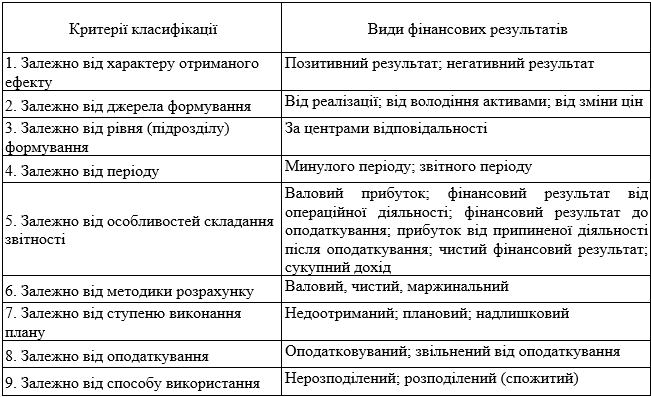 Критерії класифікації
Види фінансових результатів
1. Залежно від характеру отриманого
ефекту
Позитивний результат; негативний результат
2. Залежно від джерела формування
Від реалізації; від володіння активами; від зміни цін
3. Залежно від рівня (підрозділу)
формування
За центрами відповідальності
4. Залежно від періоду
Минулого періоду; звітного періоду
5. Залежно від особливостей складання
звітності
Валовий прибуток; фінансовий результат від
операційної діяльності; фінансовий результат до
оподаткування; прибуток від припиненої діяльності
після оподаткування; чистий фінансовий результат;
сукупний дохід
6. Залежно від методики розрахунку
Валовий, чистий, маржинальний
7. Залежно від ступеню виконання
плану
Недоотриманий; плановий; надлишковий
8. Залежно від оподаткування
Оподатковуваний; звільнений від оподаткування
9. Залежно від способу використання
Нерозподілений; розподілений (спожитий)